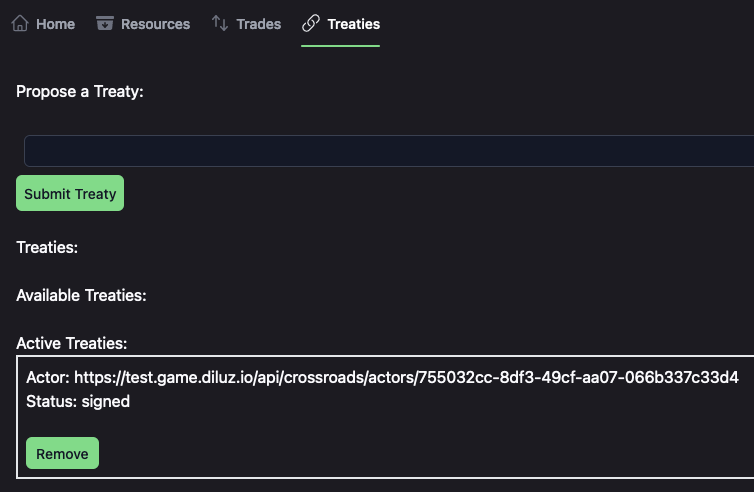 Home Resources Trades Treaties
Propose a Treaty:
Submit Treaty
Treaties:
Available Treaties:
Active Treaties:
Actor: https://test.game.diluz.io/api/crossroads/actors/755032cc-8df3-49cf-aa07-066b337c33d4
Status: signed
Remove